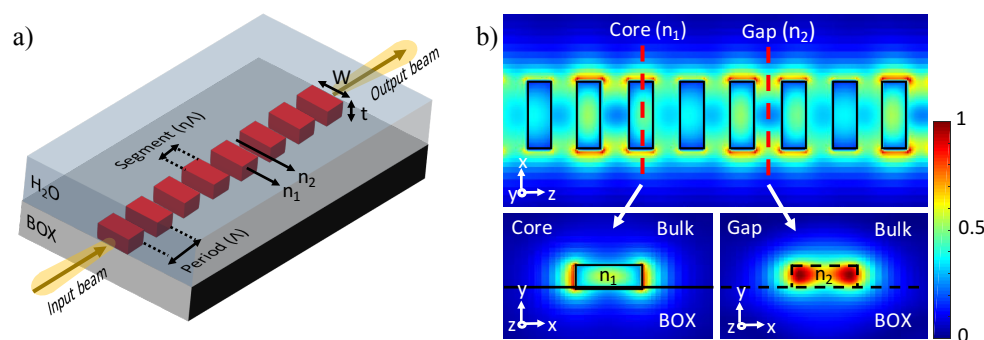 a)
W
Output beam
t
Segment (ηΛ)
n₂
n₁
H₂O
BOX
Period (Λ)
Input beam
b)
Core (n₁)
Gap (n₂)
x
y z
1
0.5
0
Core
Bulk
n₁
y
z x
BOX
Gap
Bulk
n₂
y
z x
BOX